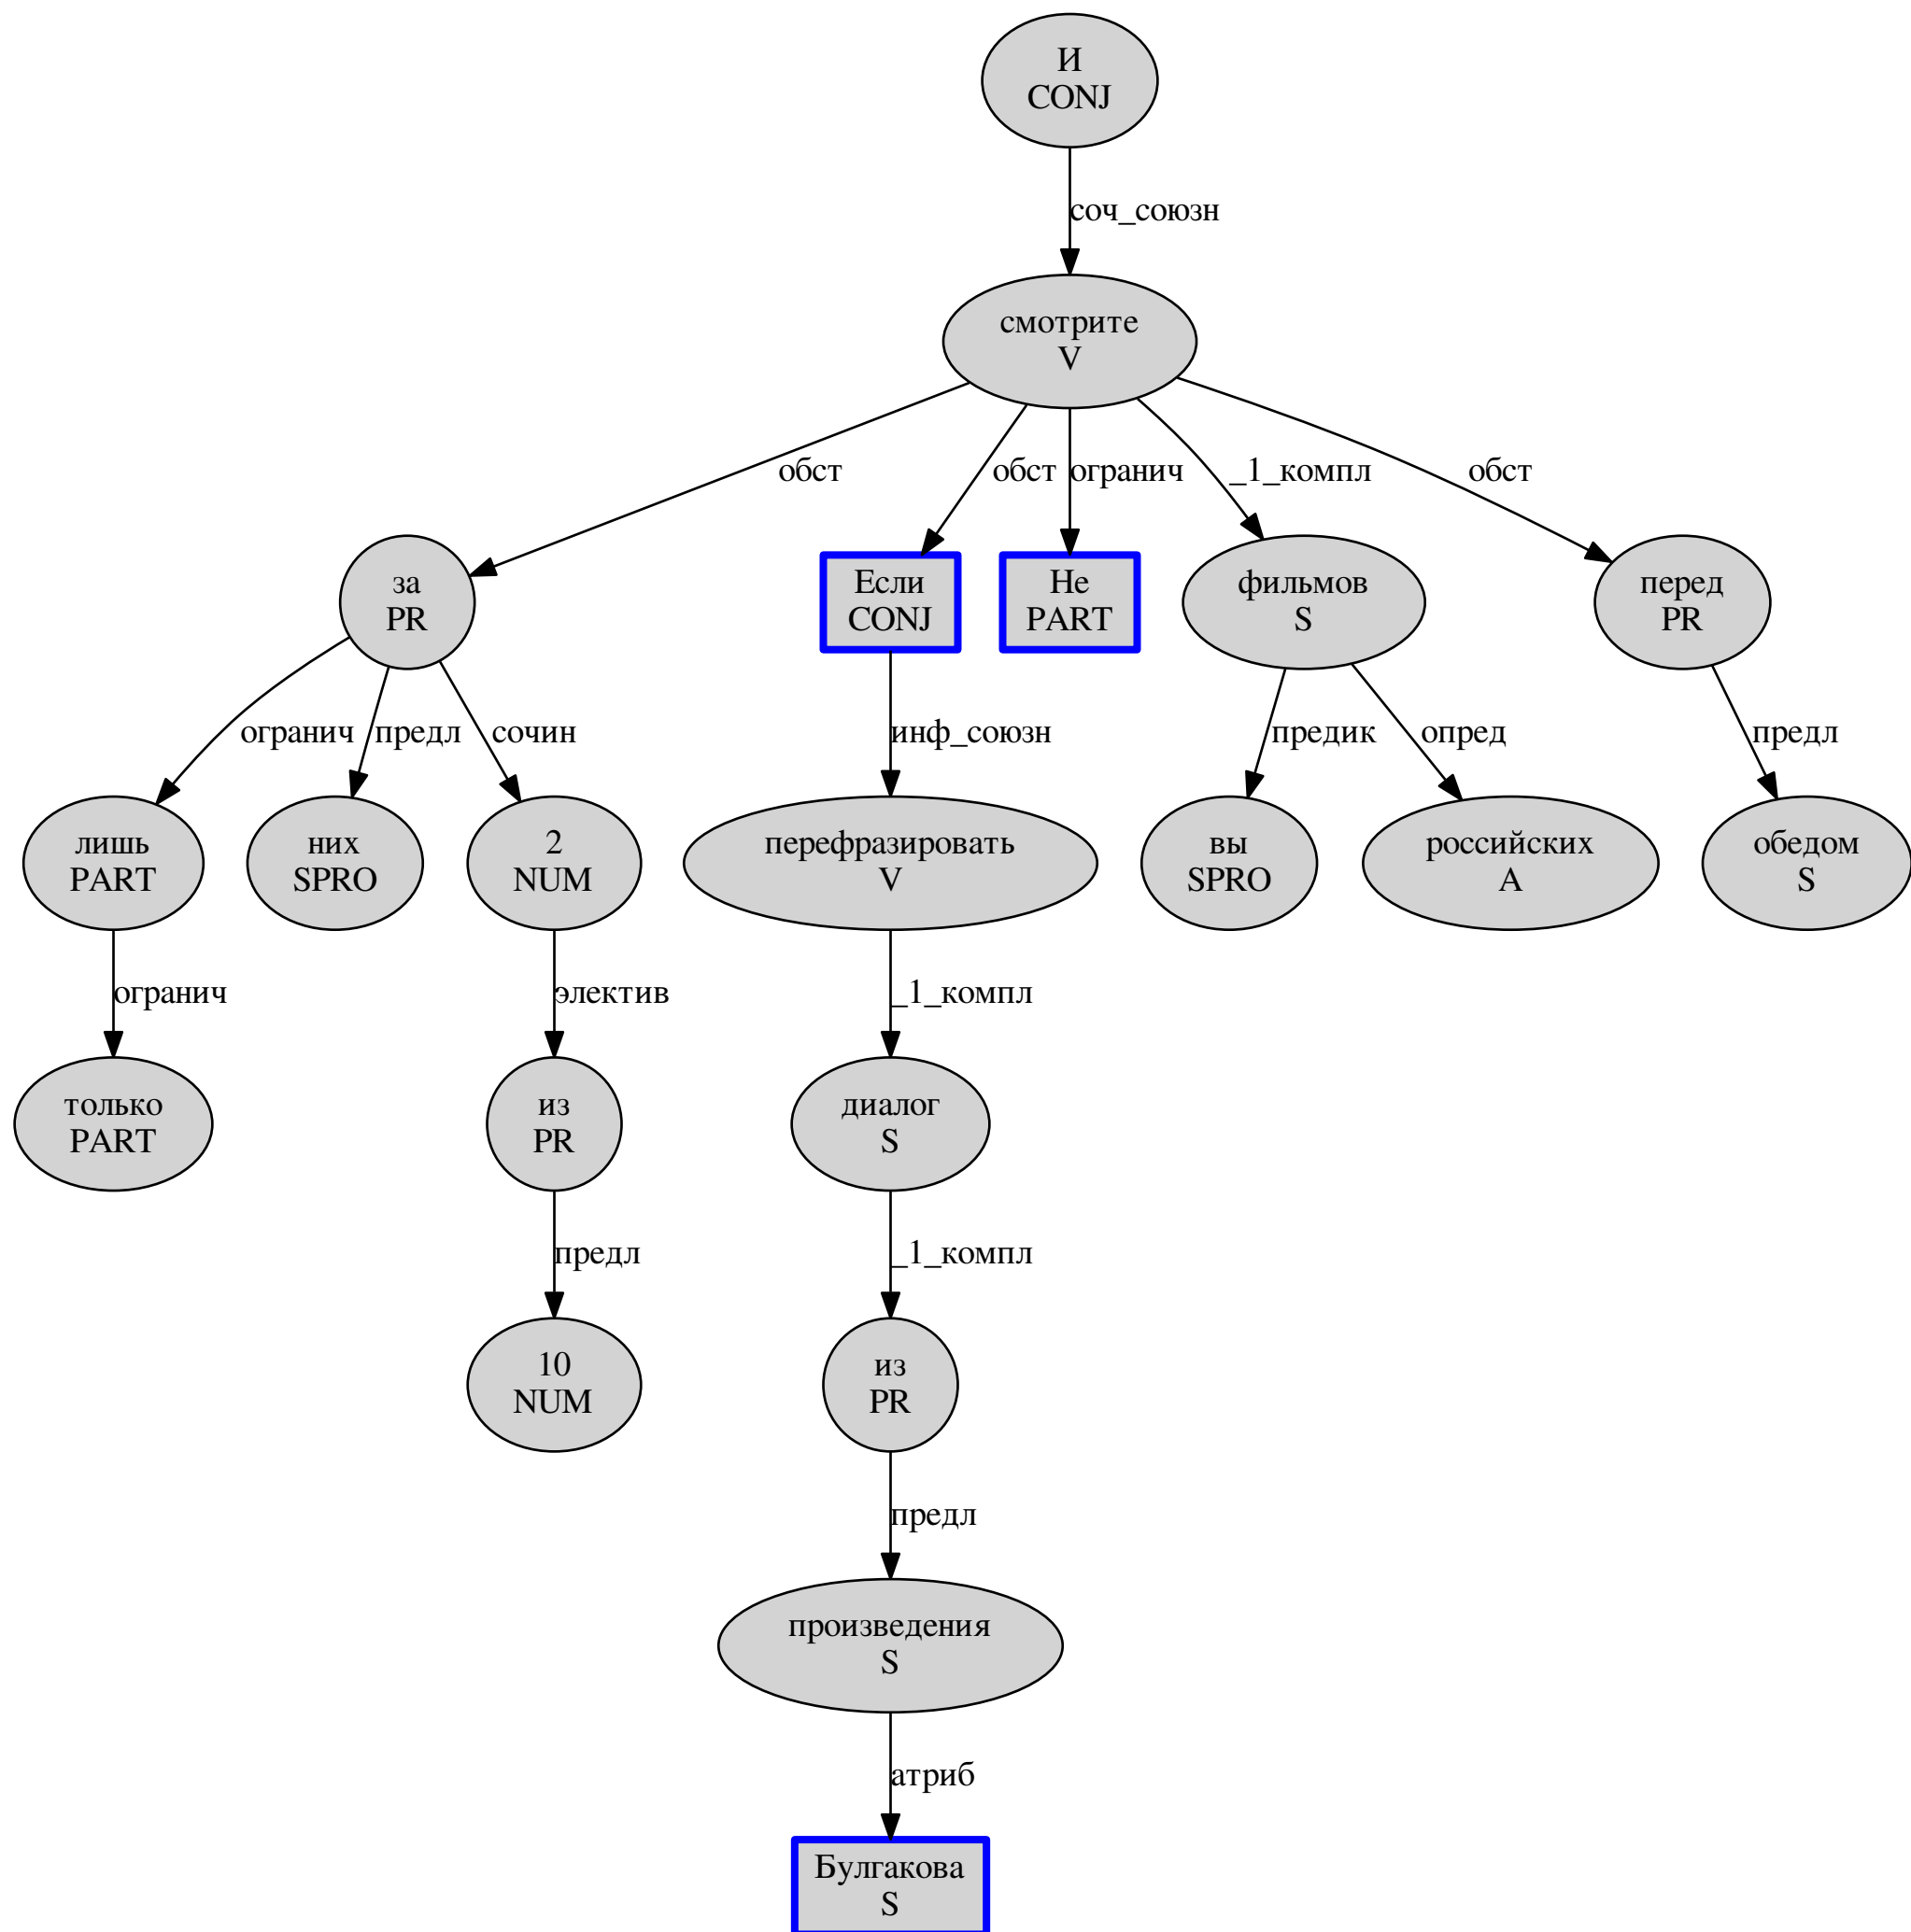 И
CONJ
соч_союзн
смотрите
V
обст
обст
огранич
_1_компл
обст
за
PR
Если
CONJ
Не
PART
фильмов
S
перед
PR
огранич
предл
сочин
инф_союзн
предик
опред
предл
лишь
PART
них
SPRO
2
NUM
перефразировать
V
вы
SPRO
российских
A
обедом
S
огранич
электив
_1_компл
только
PART
из
PR
диалог
S
предл
_1_компл
10
NUM
из
PR
предл
произведения
S
атриб
Булгакова
S